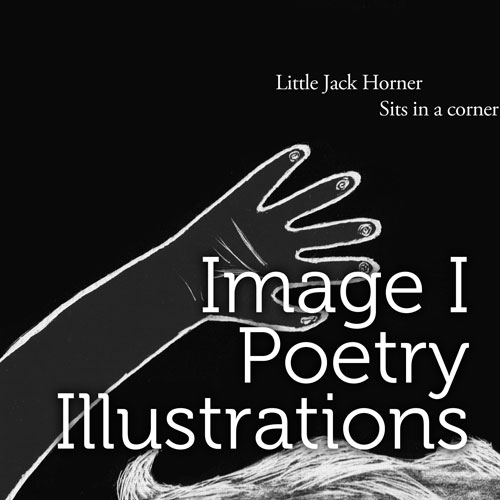 Little Jack Horner
Sits in a corner
Image I
Poetry
Illustrations